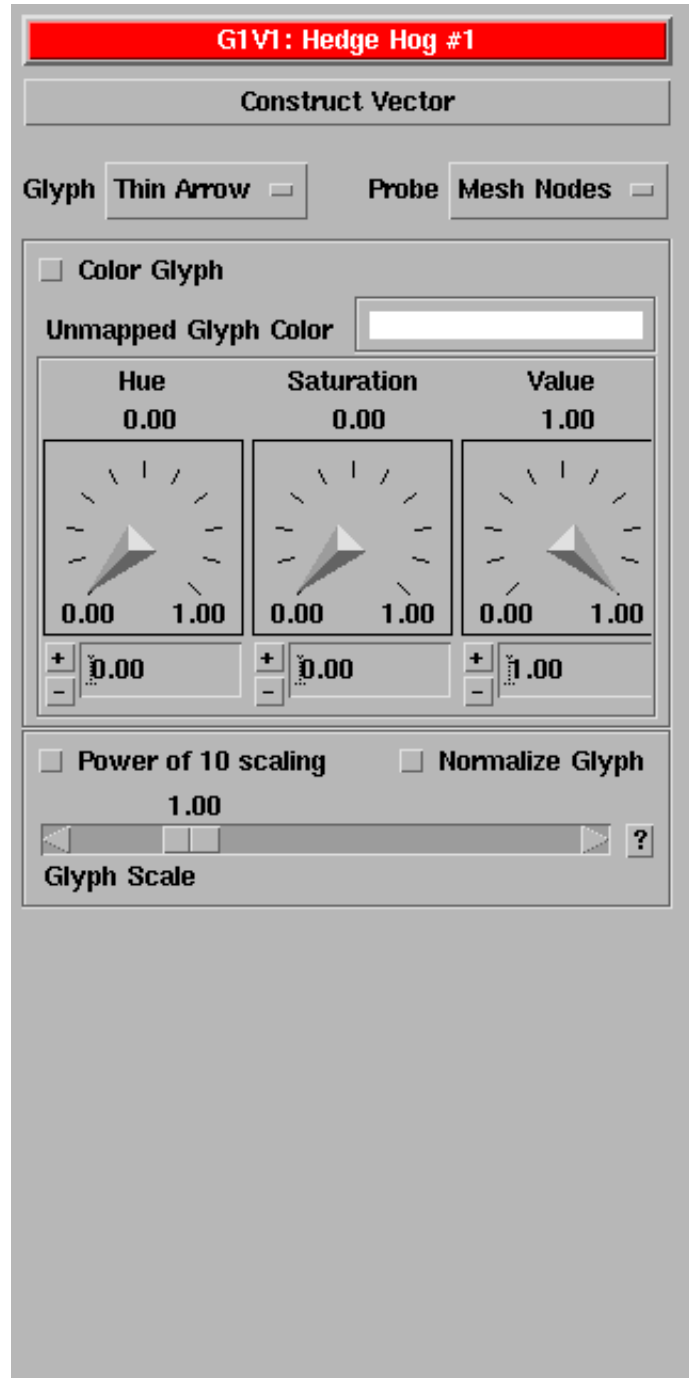 G1V1: Hedge Hog #1
Construct Vector
Glyph Thin Arrow Probe Mesh Nodes
Color Glyph
Unmapped Glyph Color
Hue Saturation Value
0.00 0.00 1.00
0.00 1.00 0.00 1.00 0.00 1.00
+ 0.00 + 0.00 + 1.00
- - -
Power of 10 scaling Normalize Glyph
1.00
?
Glyph Scale